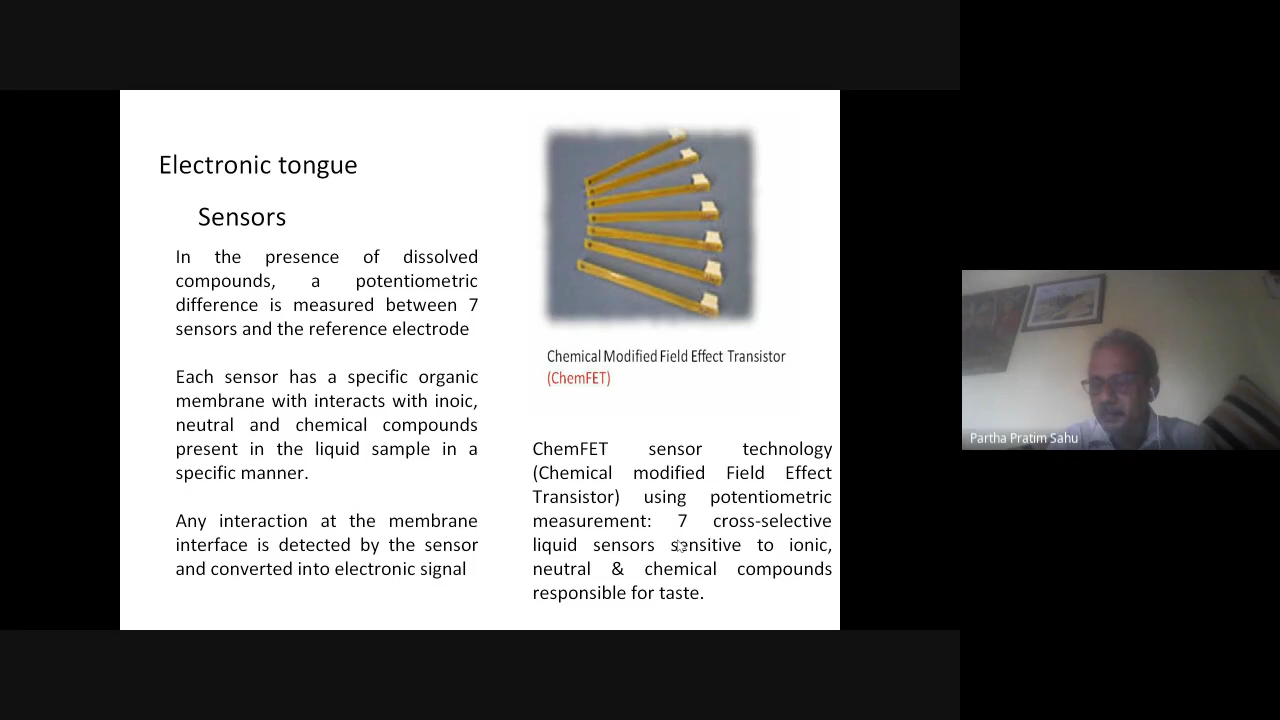 Electronic tongue
Sensors
In the presence of dissolved
compounds, a potentiometric
difference is measured between 7
sensors and the reference electrode
Each sensor has a specific organic
membrane with interacts with inoic,
neutral and chemical compounds
present in the liquid sample in a
specific manner.
Any interaction at the membrane
interface is detected by the sensor
and converted into electronic signal
Chemical Modified Field Effect Transistor
(ChemFET)
ChemFET sensor technology
(Chemical modified Field Effect
Transistor) using potentiometric
measurement: 7 cross-selective
liquid sensors sensitive to ionic,
neutral & chemical compounds
responsible for taste.
Partha Pratim Sahu